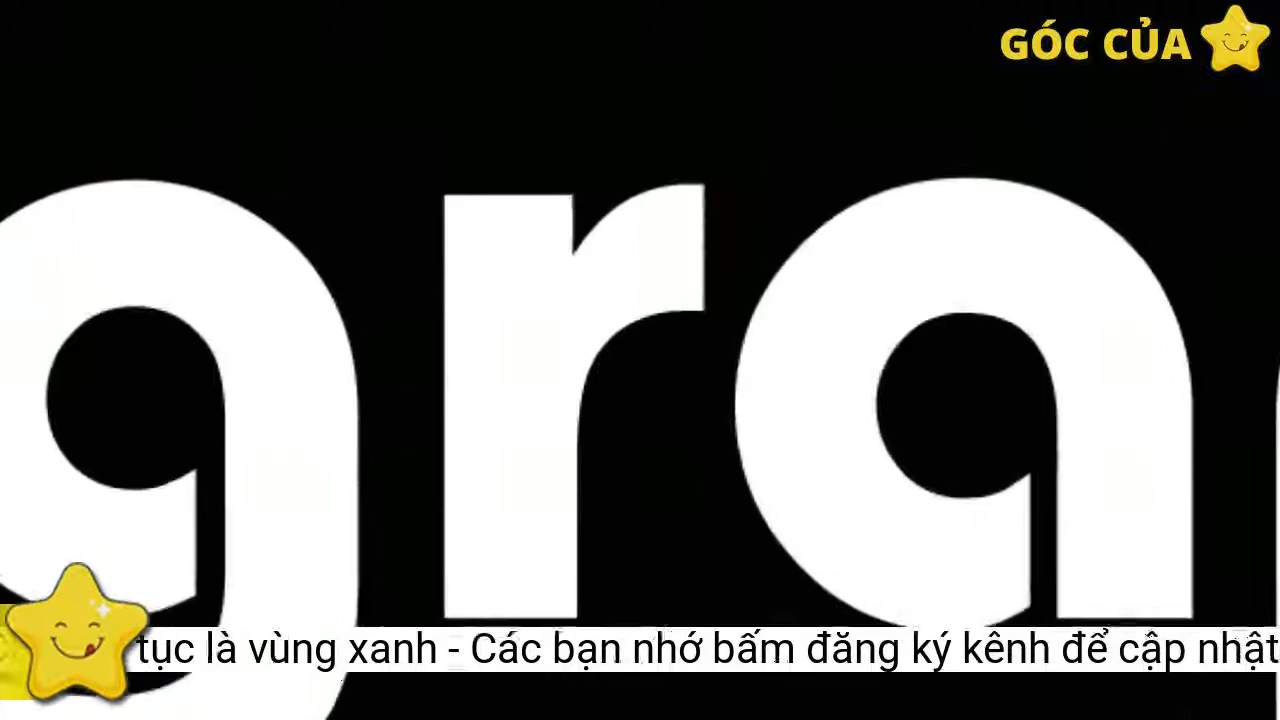 GÓC CỦA
gra
tục là vùng xanh - Các bạn nhớ bấm đăng ký kênh để cập nhật